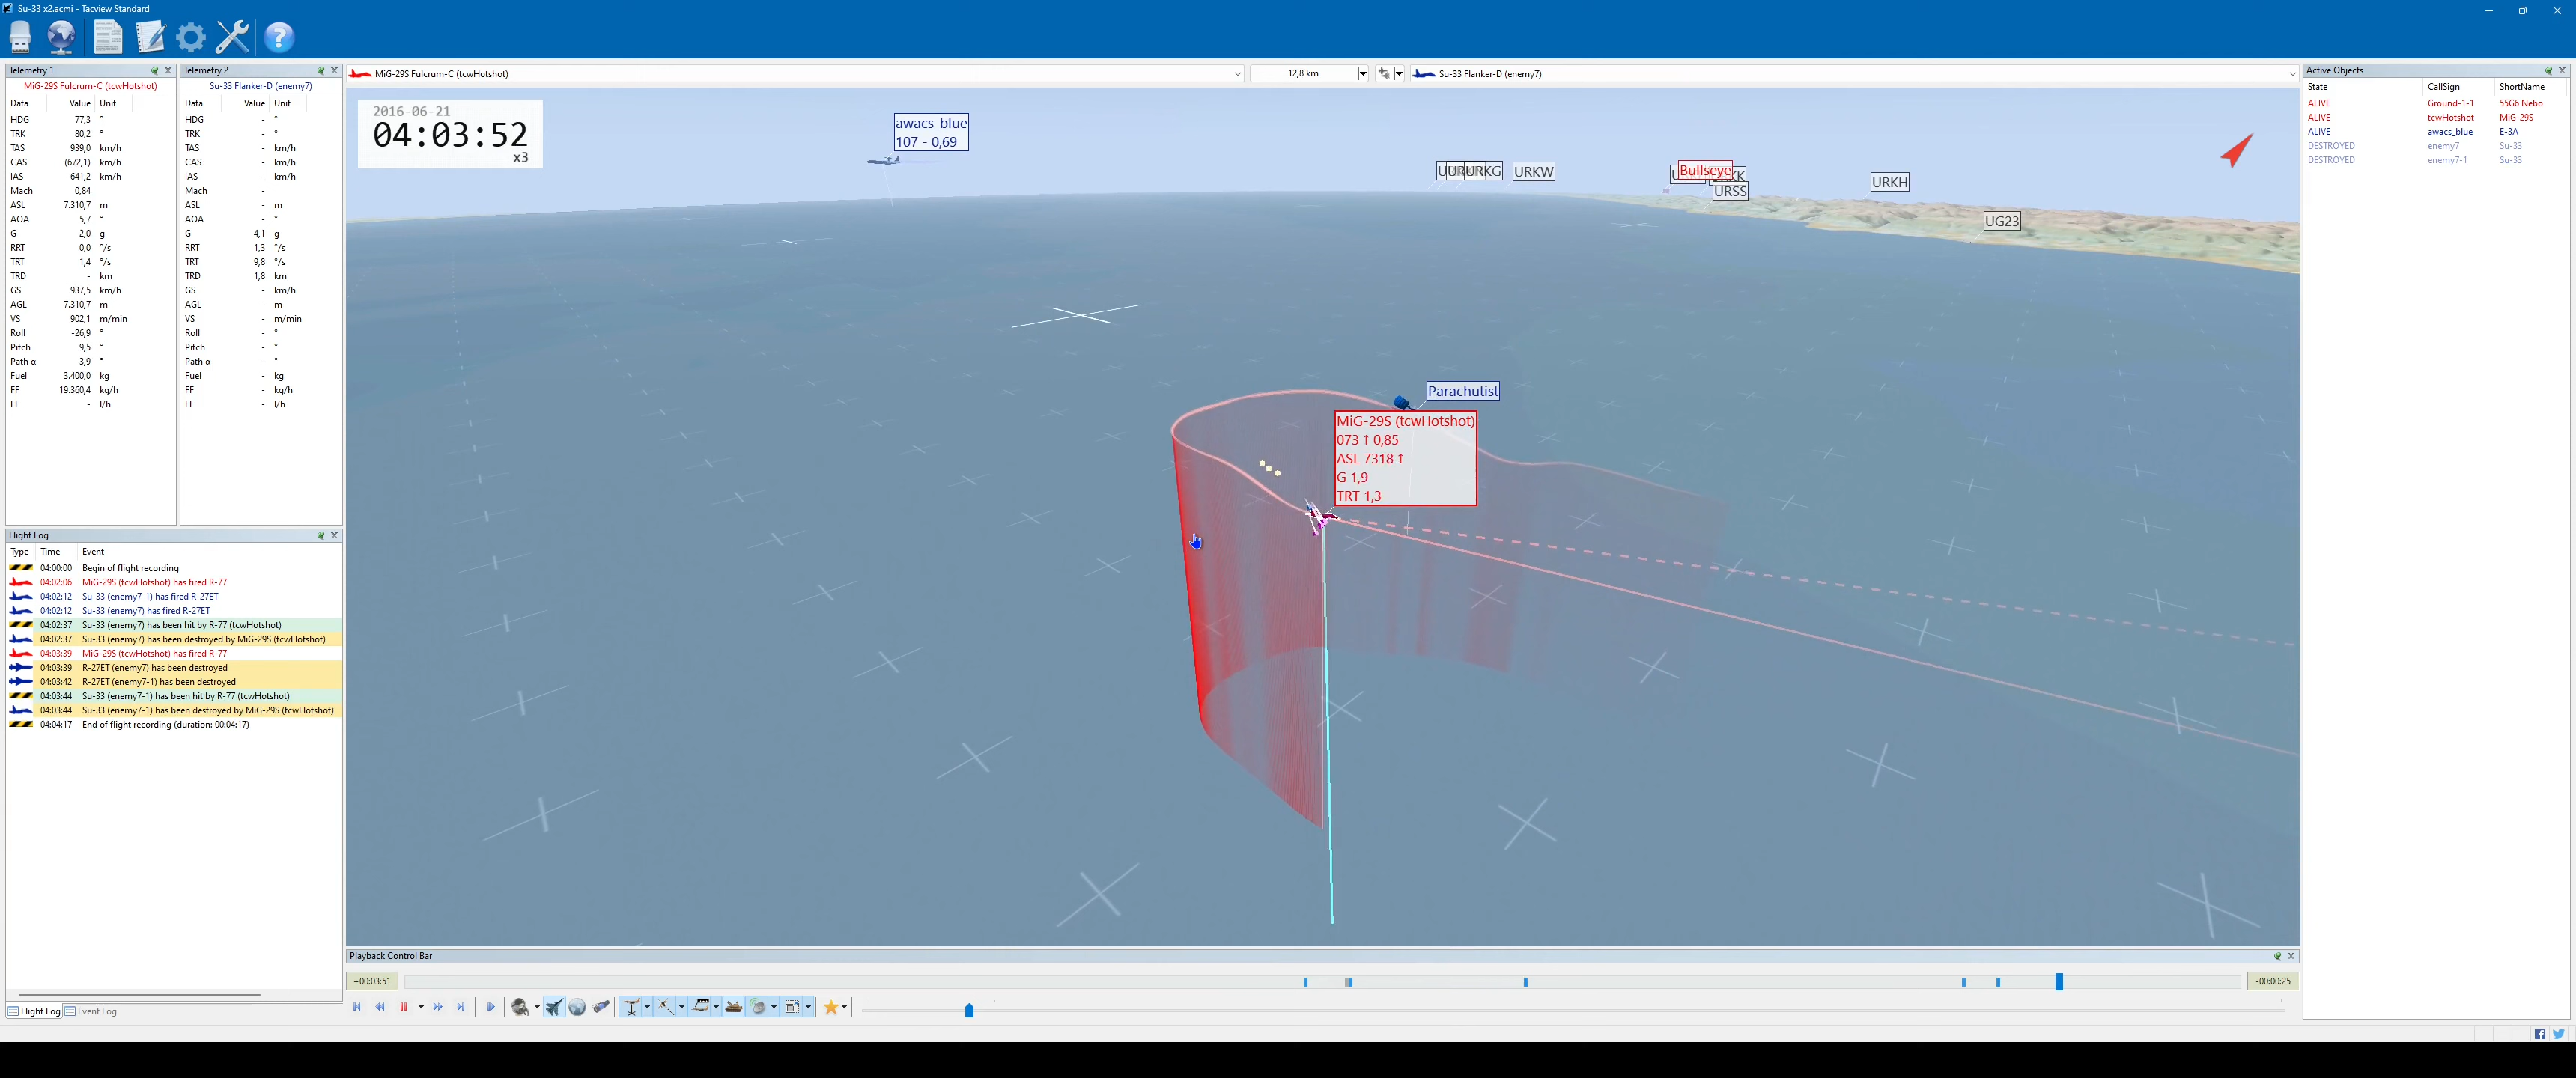 Su-33 x2.acmi - Tacview Standard
Telemetry 1
MiG-29S Fulcrum-C (tcwHotshot)
Data Value Unit
HDG 77,3 °
TRK 80,2 °
TAS 939,0 km/h
CAS (672,1) km/h
IAS 641,2 km/h
Mach 0,84
ASL 7.310,7 m
AOA 5,7 °
G 2,0 g
RRT 0,0 °/s
TRT 1,4 °/s
TRD - km
GS 937,5 km/h
AGL 7.310,7 m
VS 902,1 m/min
Roll -26,9 °
Pitch 9,5 °
Path α 3,9 °
Fuel 3.400,0 kg
FF 19.360,4 kg/h
FF - l/h
Telemetry 2
Su-33 Flanker-D (enemy7)
Data Value Unit
HDG - °
TRK - °
TAS - km/h
CAS - km/h
IAS - km/h
Mach -
ASL - m
AOA - °
G 4,1 g
RRT 1,3 °/s
TRT 9,8 °/s
TRD 1,8 km
GS - km/h
AGL - m
VS - m/min
Roll - °
Pitch - °
Path α - °
Fuel - kg
FF - kg/h
FF - l/h
Flight Log
Type Time Event
04:00:00 Begin of flight recording
04:02:06 MiG-29S (tcwHotshot) has fired R-77
04:02:12 Su-33 (enemy7-1) has fired R-27ET
04:02:12 Su-33 (enemy7) has fired R-27ET
04:02:37 Su-33 (enemy7) has been hit by R-77 (tcwHotshot)
04:02:37 Su-33 (enemy7) has been destroyed by MiG-29S (tcwHotshot)
04:03:39 MiG-29S (tcwHotshot) has fired R-77
04:03:39 R-27ET (enemy7) has been destroyed
04:03:42 R-27ET (enemy7-1) has been destroyed
04:03:44 Su-33 (enemy7-1) has been hit by R-77 (tcwHotshot)
04:03:44 Su-33 (enemy7-1) has been destroyed by MiG-29S (tcwHotshot)
04:04:17 End of flight recording (duration: 00:04:17)
Flight Log Event Log
MiG-29S Fulcrum-C (tcwHotshot) 12,8 km Su-33 Flanker-D (enemy7)
2016-06-21
04:03:52
x3
awacs_blue
107 - 0,69
URKG
URKW
Bullseye
URSS
URKH
UG23
Parachutist
MiG-29S (tcwHotshot)
073 ↑ 0,85
ASL 7318 ↑
G 1,9
TRT 1,3
Playback Control Bar
+00:03:51
-00:00:25
Active Objects
State CallSign ShortName
ALIVE Ground-1-1 55G6 Nebo
ALIVE tcwHotshot MiG-29S
ALIVE awacs_blue E-3A
DESTROYED enemy7 Su-33
DESTROYED enemy7-1 Su-33